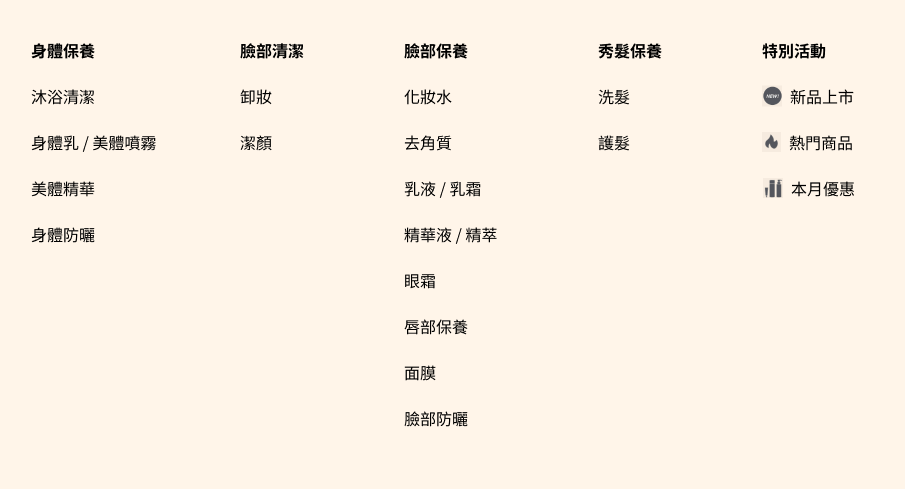 身體保養
沐浴清潔
身體乳 / 美體噴霧
美體精華
身體防曬
臉部清潔
卸妝
潔顏
臉部保養
化妝水
去角質
乳液 / 乳霜
精華液 / 精萃
眼霜
唇部保養
面膜
臉部防曬
秀髮保養
洗髮
護髮
特別活動
NEW! 新品上市
熱門商品
本月優惠